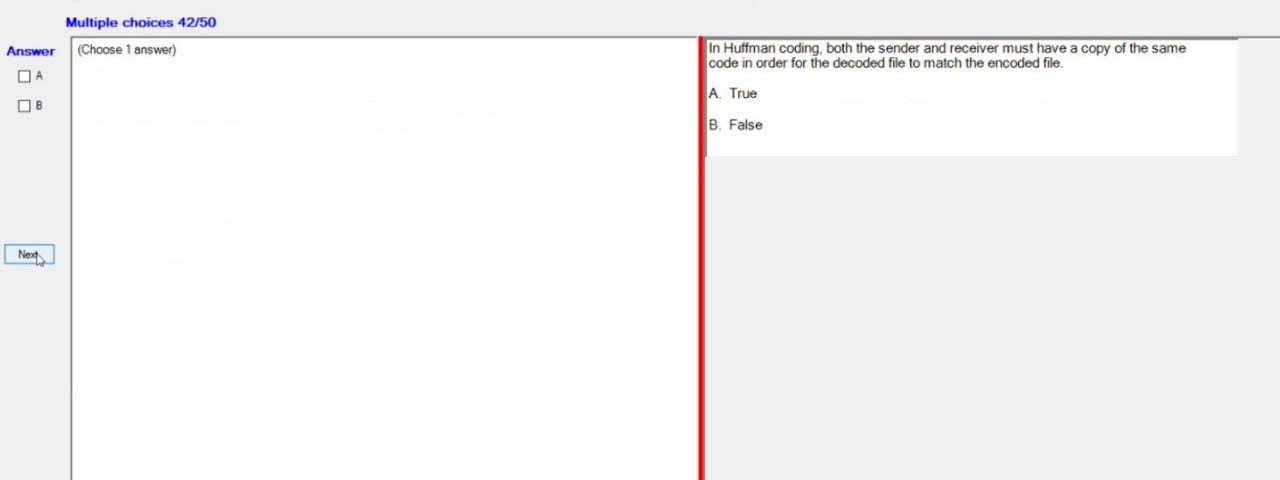 Multiple choices 42/50
Answer
A
B
Next
(Choose 1 answer)
In Huffman coding, both the sender and receiver must have a copy of the same
code in order for the decoded file to match the encoded file.
A. True
B. False